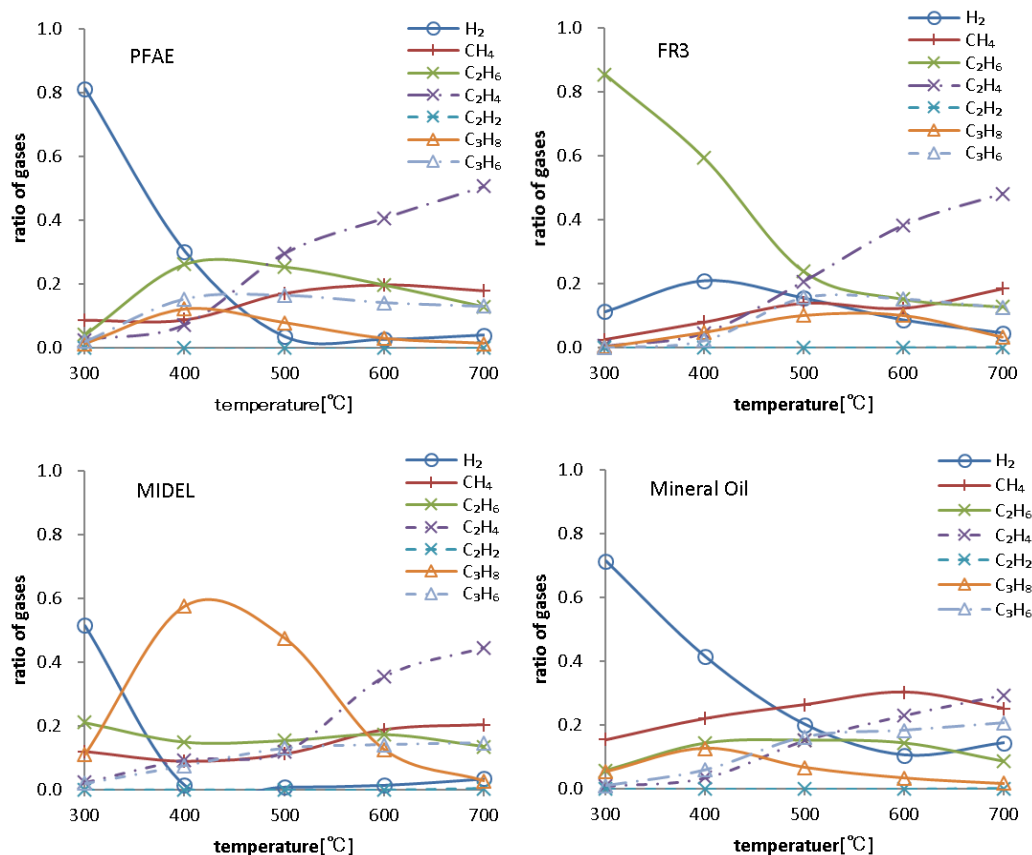 PFAE
ratio of gases
1.0
0.8
0.6
0.4
0.2
0.0
300 400 500 600 700
temperature[℃]
H₂
CH₄
C₂H₆
C₂H₄
C₂H₂
C₃H₈
C₃H₆
FR3
ratio of gases
1.0
0.8
0.6
0.4
0.2
0.0
300 400 500 600 700
temperature[℃]
H₂
CH₄
C₂H₆
C₂H₄
C₂H₂
C₃H₈
C₃H₆
MIDEL
ratio of gases
1.0
0.8
0.6
0.4
0.2
0.0
300 400 500 600 700
temperature[℃]
H₂
CH₄
C₂H₆
C₂H₄
C₂H₂
C₃H₈
C₃H₆
Mineral Oil
ratio of gases
1.0
0.8
0.6
0.4
0.2
0.0
300 400 500 600 700
temperatuer[℃]
H₂
CH₄
C₂H₆
C₂H₄
C₂H₂
C₃H₈
C₃H₆